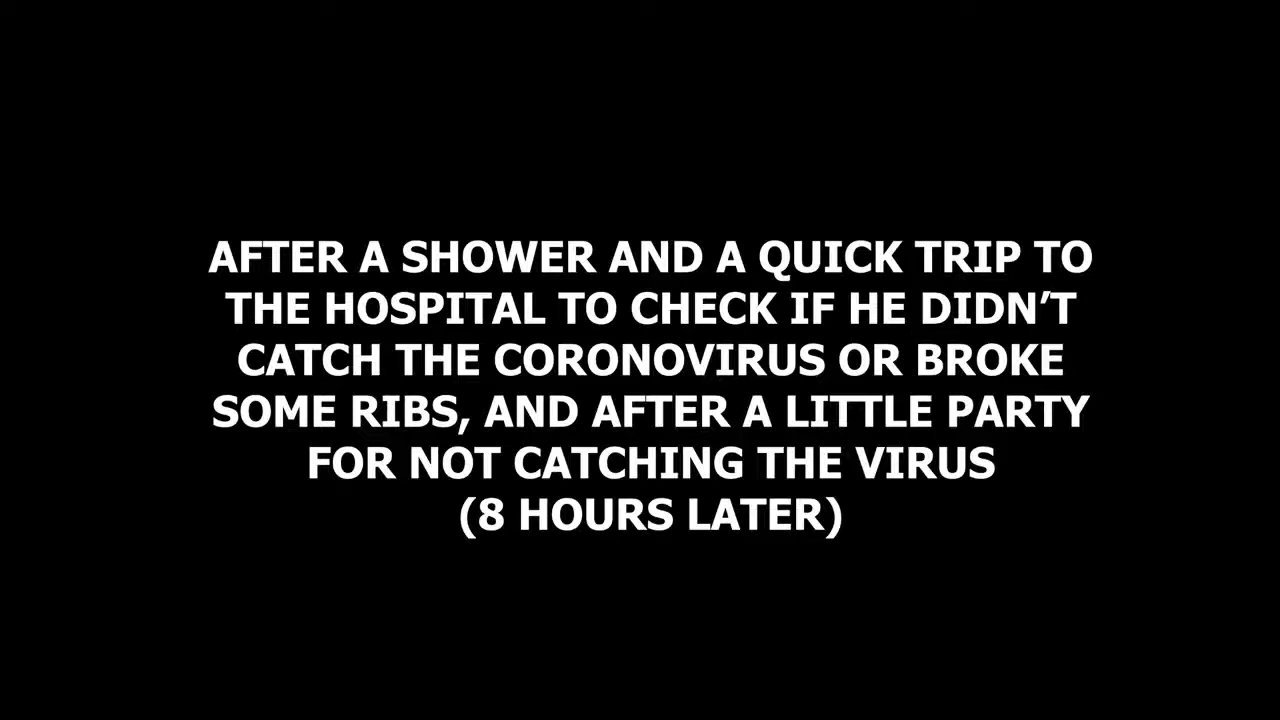 AFTER A SHOWER AND A QUICK TRIP TO
THE HOSPITAL TO CHECK IF HE DIDN’T
CATCH THE CORONOVIRUS OR BROKE
SOME RIBS, AND AFTER A LITTLE PARTY
FOR NOT CATCHING THE VIRUS
(8 HOURS LATER)